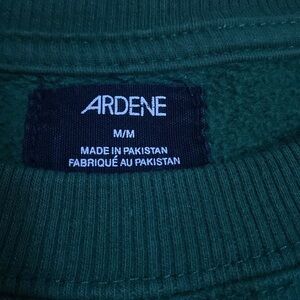 ARDENE
M/M
MADE IN PAKISTAN
FABRIQUÉ AU PAKISTAN